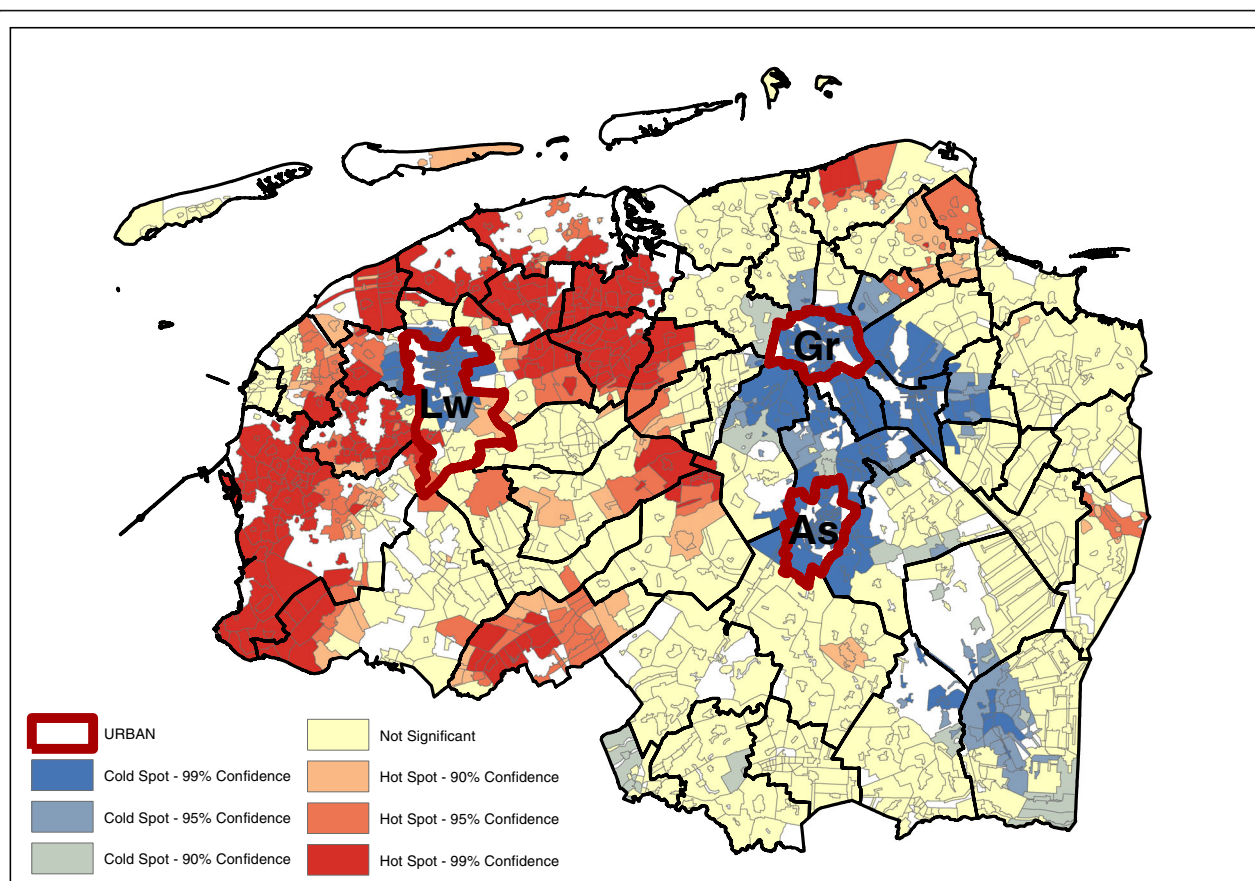 Gr
Lw
As
URBAN
Cold Spot - 99% Confidence
Cold Spot - 95% Confidence
Cold Spot - 90% Confidence
Not Significant
Hot Spot - 90% Confidence
Hot Spot - 95% Confidence
Hot Spot - 99% Confidence